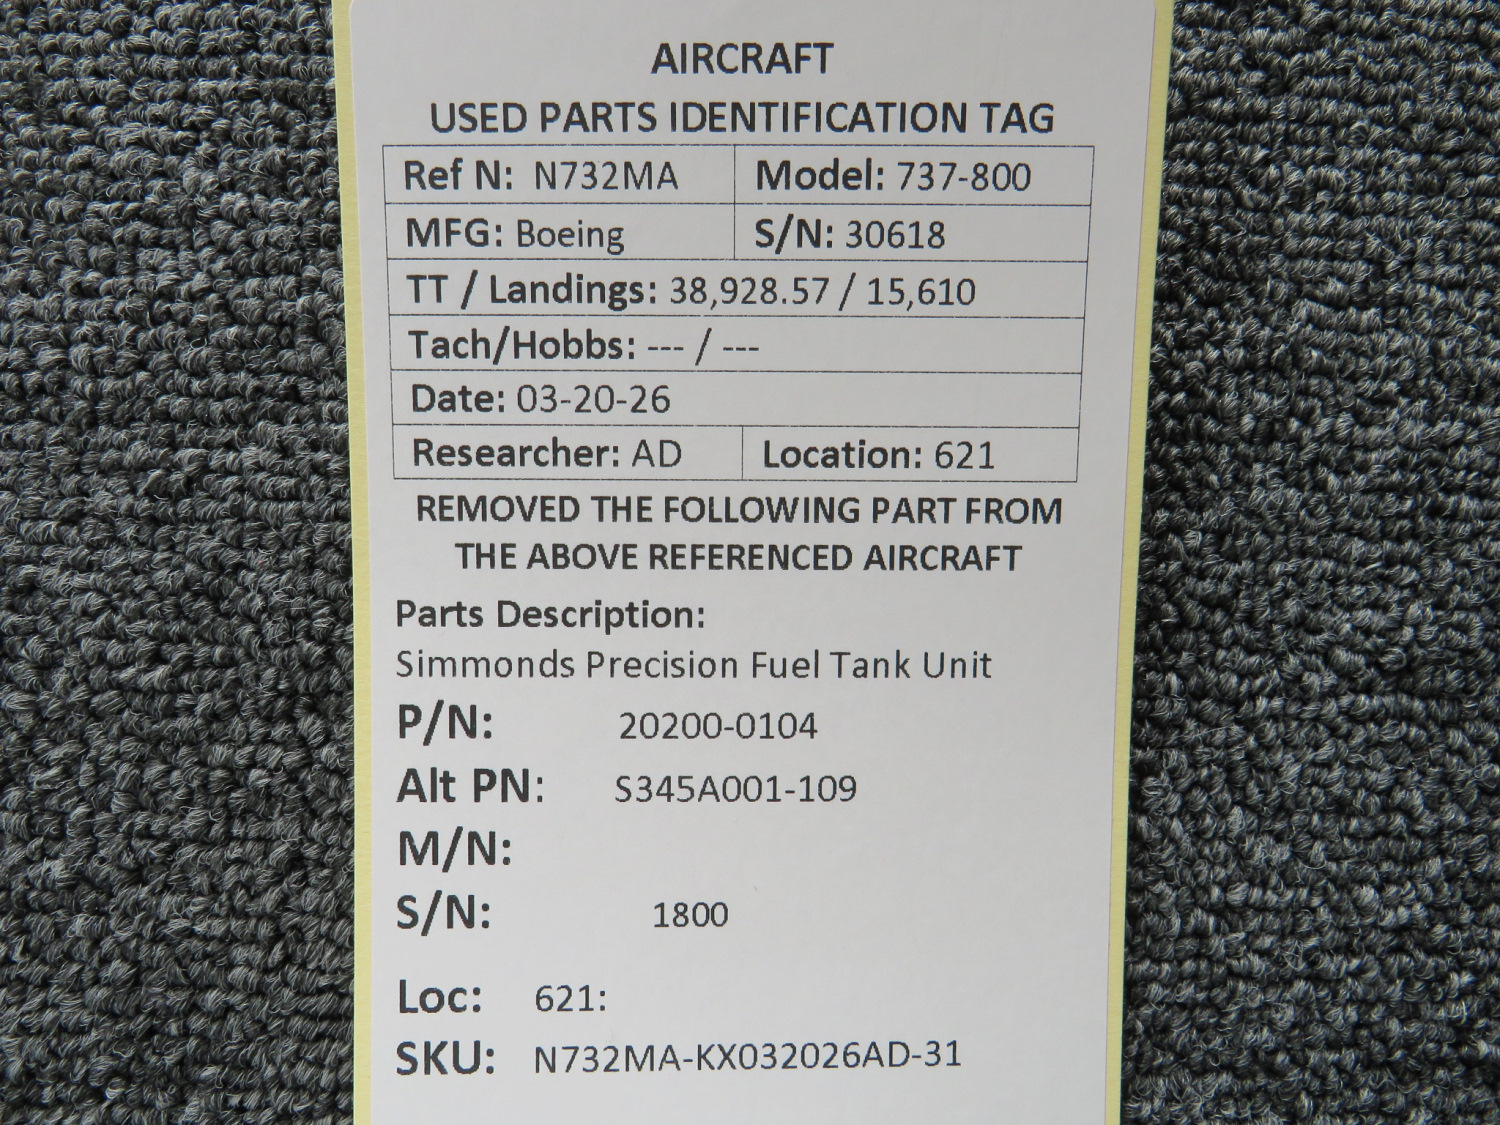 AIRCRAFT
USED PARTS IDENTIFICATION TAG
Ref N: N732MA Model: 737-800
MFG: Boeing S/N: 30618
TT / Landings: 38,928.57 / 15,610
Tach/Hobbs: --- / ---
Date: 03-20-26
Researcher: AD Location: 621
REMOVED THE FOLLOWING PART FROM
THE ABOVE REFERENCED AIRCRAFT
Parts Description:
Simmonds Precision Fuel Tank Unit
P/N: 20200-0104
Alt PN: S345A001-109
M/N:
S/N: 1800
Loc: 621:
SKU: N732MA-KX032026AD-31